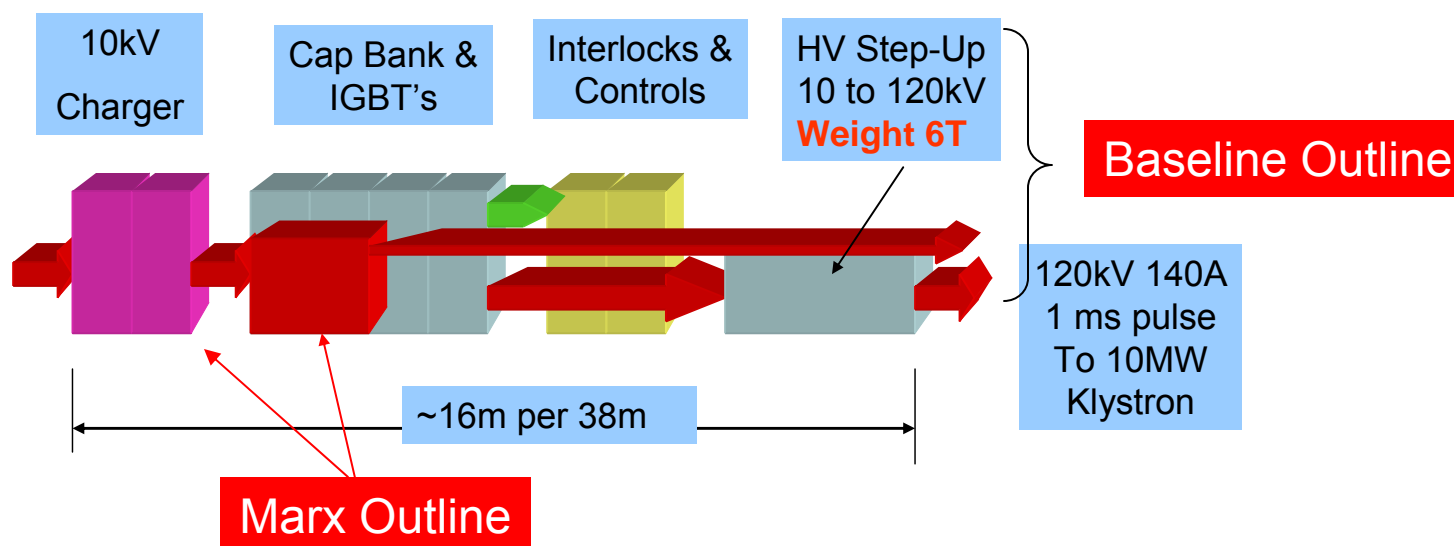 10kV
Charger
Cap Bank &
IGBT's
Interlocks &
Controls
HV Step-Up
10 to 120kV
Weight 6T
Baseline Outline
120kV 140A
1 ms pulse
To 10MW
Klystron
~16m per 38m
Marx Outline